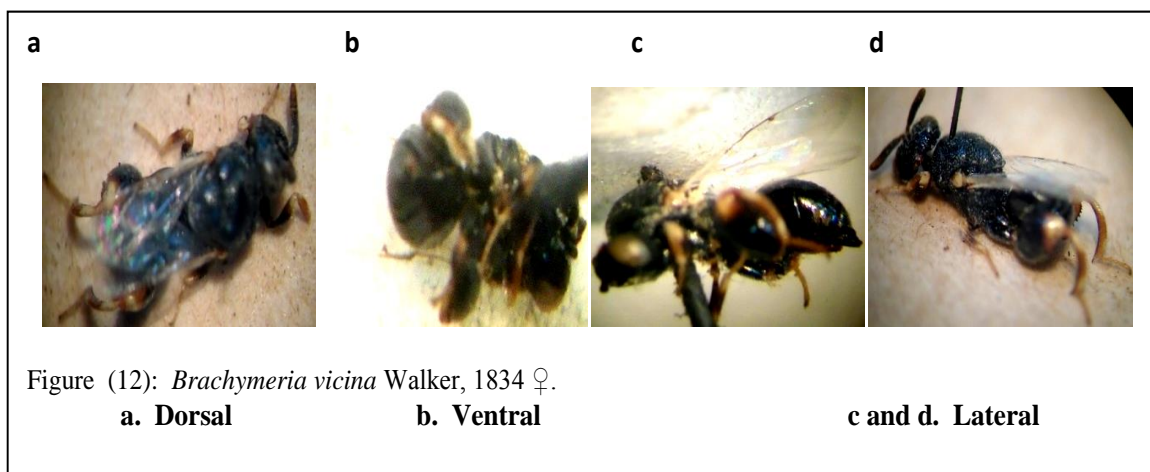 a b c d
Figure (12): Brachymeria vicina Walker, 1834 ♀.
a. Dorsal b. Ventral c and d. Lateral